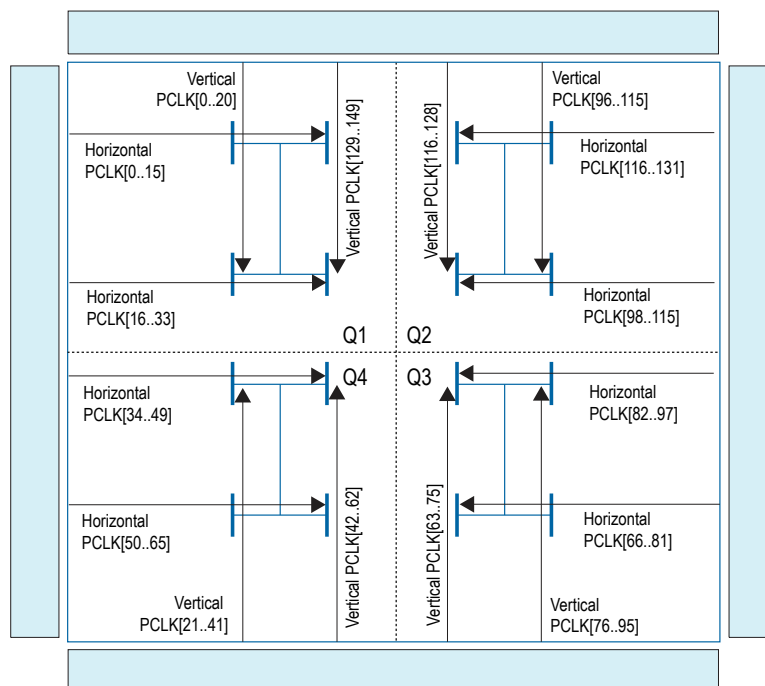 Vertical
PCLK[0..20]
Vertical PCLK[129..149]
Vertical PCLK[116..128]
Vertical
PCLK[96..115]
Horizontal
PCLK[0..15]
Horizontal
PCLK[116..131]
Horizontal
PCLK[16..33]
Horizontal
PCLK[98..115]
Q1
Q2
Q4
Q3
Horizontal
PCLK[34..49]
Horizontal
PCLK[82..97]
Horizontal
PCLK[50..65]
Vertical PCLK[42..62]
Vertical PCLK[63..75]
Horizontal
PCLK[66..81]
Vertical
PCLK[21..41]
Vertical
PCLK[76..95]